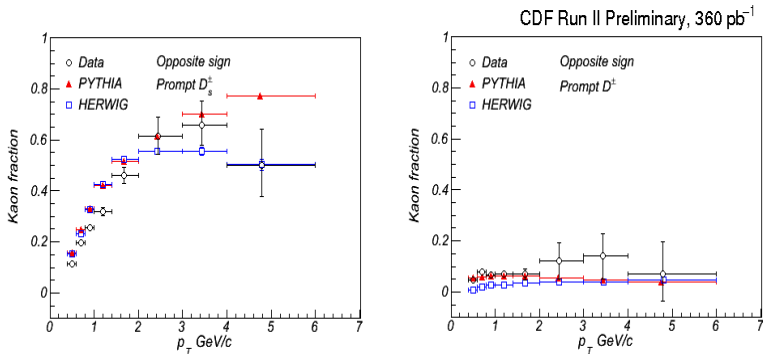 CDF Run II Preliminary, 360 pb⁻¹
1
0.8
0.6
0.4
0.2
0
Kaon fraction
Data
PYTHIA
HERWIG
Opposite sign
Prompt D_s^±
0 1 2 3 4 5 6 7
p_T GeV/c
1
0.8
0.6
0.4
0.2
0
Kaon fraction
Data
PYTHIA
HERWIG
Opposite sign
Prompt D^±
0 1 2 3 4 5 6 7
p_T GeV/c